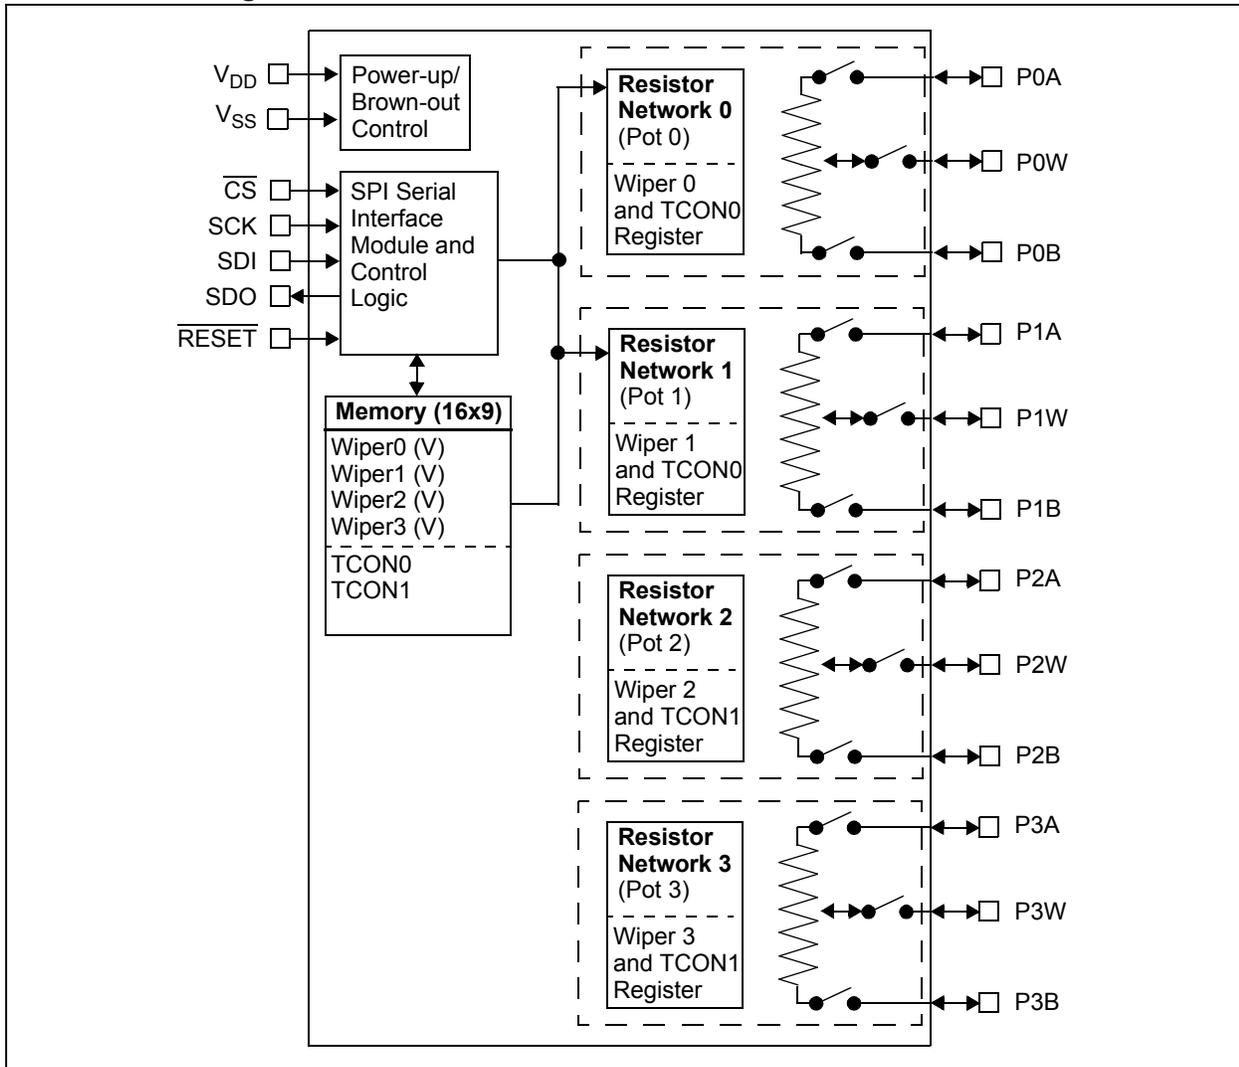 V_DD
V_SS
Power-up/
Brown-out
Control
CS
SCK
SDI
SDO
RESET
SPI Serial
Interface
Module and
Control
Logic
Memory (16x9)
Wiper0 (V)
Wiper1 (V)
Wiper2 (V)
Wiper3 (V)
TCON0
TCON1
Resistor
Network 0
(Pot 0)
Wiper 0
and TCON0
Register
P0A
P0W
P0B
Resistor
Network 1
(Pot 1)
Wiper 1
and TCON0
Register
P1A
P1W
P1B
Resistor
Network 2
(Pot 2)
Wiper 2
and TCON1
Register
P2A
P2W
P2B
Resistor
Network 3
(Pot 3)
Wiper 3
and TCON1
Register
P3A
P3W
P3B